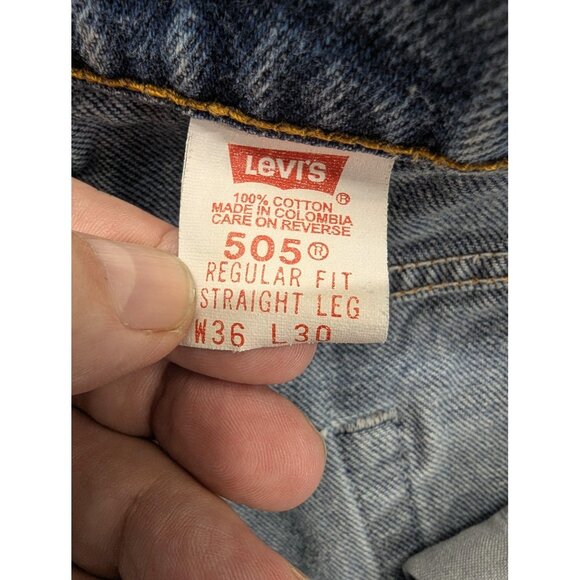 Levi's ®
100% COTTON
MADE IN COLOMBIA
CARE ON REVERSE
505®
REGULAR FIT
STRAIGHT LEG
W36 L30